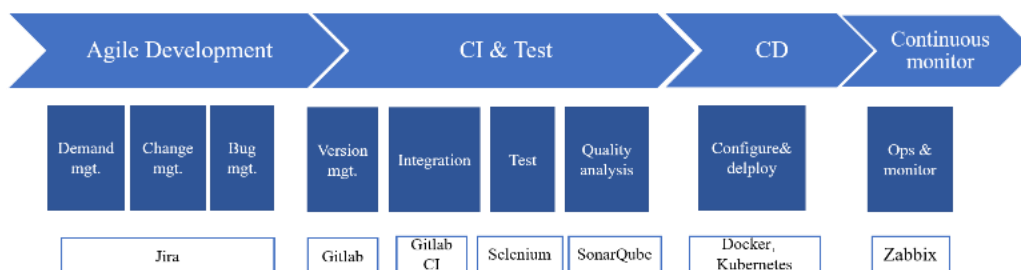 Agile Development
CI & Test
CD
Continuous
monitor
Demand
mgt.
Change
mgt.
Bug
mgt.
Version
mgt.
Integration
Test
Quality
analysis
Configure&
delploy
Ops &
monitor
Jira
Gitlab
Gitlab
CI
Selenium
SonarQube
Docker,
Kubernetes
Zabbix